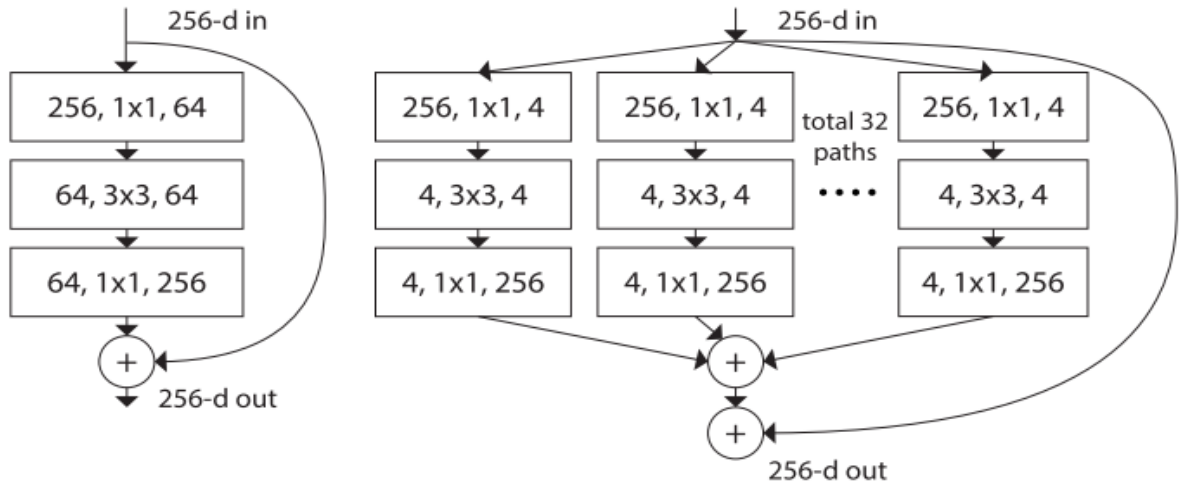 256-d in
256, 1x1, 64
64, 3x3, 64
64, 1x1, 256
+
256-d out
256-d in
256, 1x1, 4
256, 1x1, 4
total 32
paths
....
256, 1x1, 4
4, 3x3, 4
4, 3x3, 4
4, 3x3, 4
4, 1x1, 256
4, 1x1, 256
4, 1x1, 256
+
+
256-d out